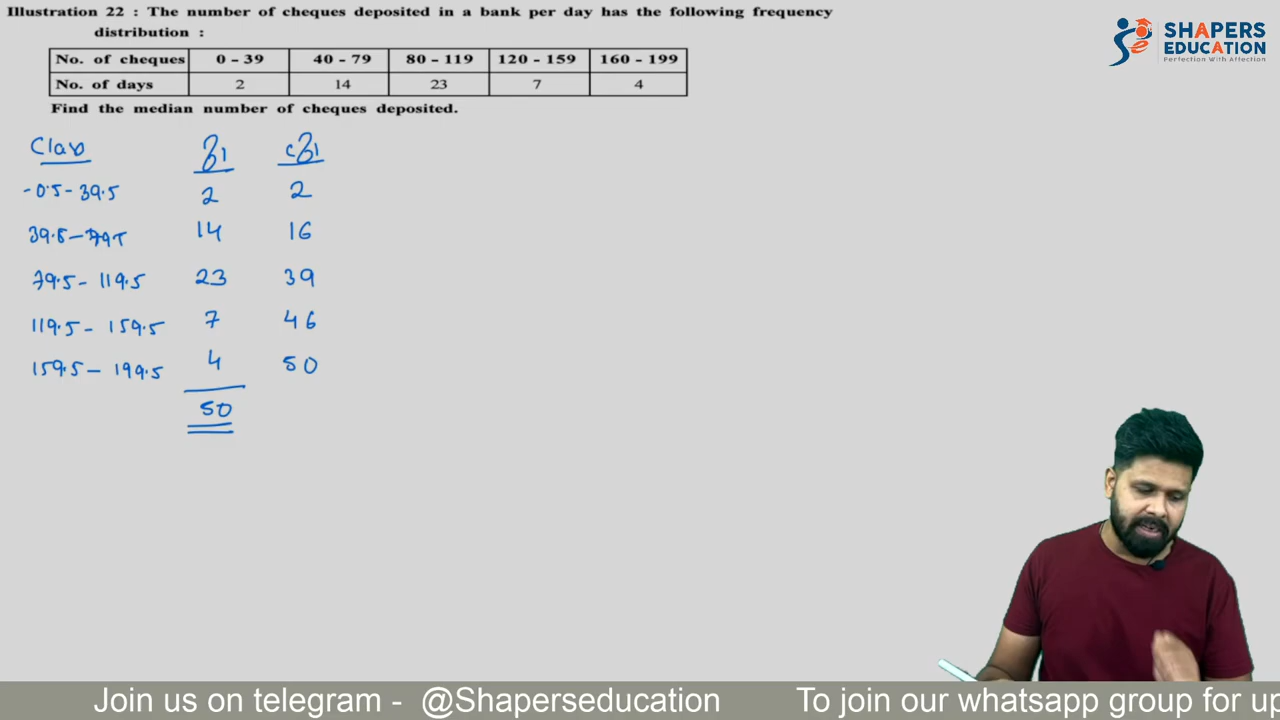 Illustration 22 : The number of cheques deposited in a bank per day has the following frequency
distribution :
No. of cheques 0 - 39 40 - 79 80 - 119 120 - 159 160 - 199
No. of days 2 14 23 7 4
Find the median number of cheques deposited.
SHAPERS
EDUCATION
Perfection With Affection
Class fi cfi
-0.5 - 39.5 2 2
39.5 - 79.5 14 16
79.5 - 119.5 23 39
119.5 - 159.5 7 46
159.5 - 199.5 4 50
50
Join us on telegram - @Shaperseducation To join our whatsapp group for up